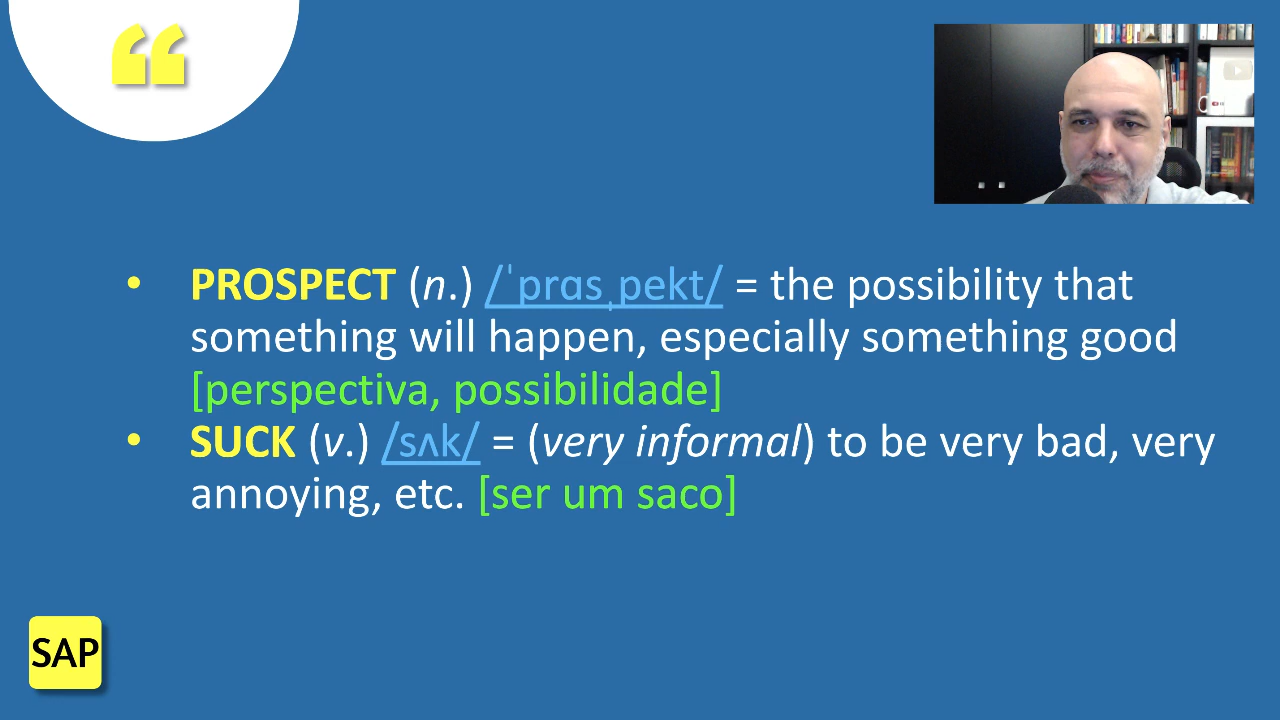 “
• PROSPECT (n.) /ˈprɑsˌpekt/ = the possibility that
something will happen, especially something good
[perspectiva, possibilidade]
• SUCK (v.) /sʌk/ = (very informal) to be very bad, very
annoying, etc. [ser um saco]
SAP